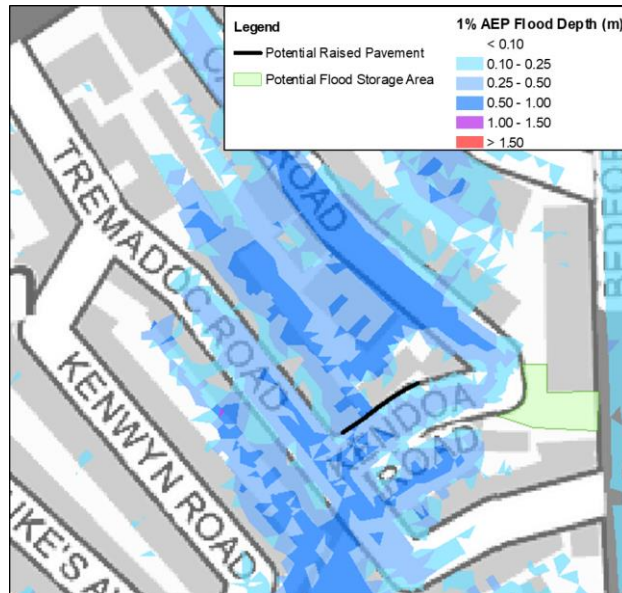 Legend
Potential Raised Pavement
Potential Flood Storage Area
1% AEP Flood Depth (m)
< 0.10
0.10 - 0.25
0.25 - 0.50
0.50 - 1.00
1.00 - 1.50
> 1.50
ROAD
TREMADOC ROAD
KENDOA
ROAD
KENWYN ROAD